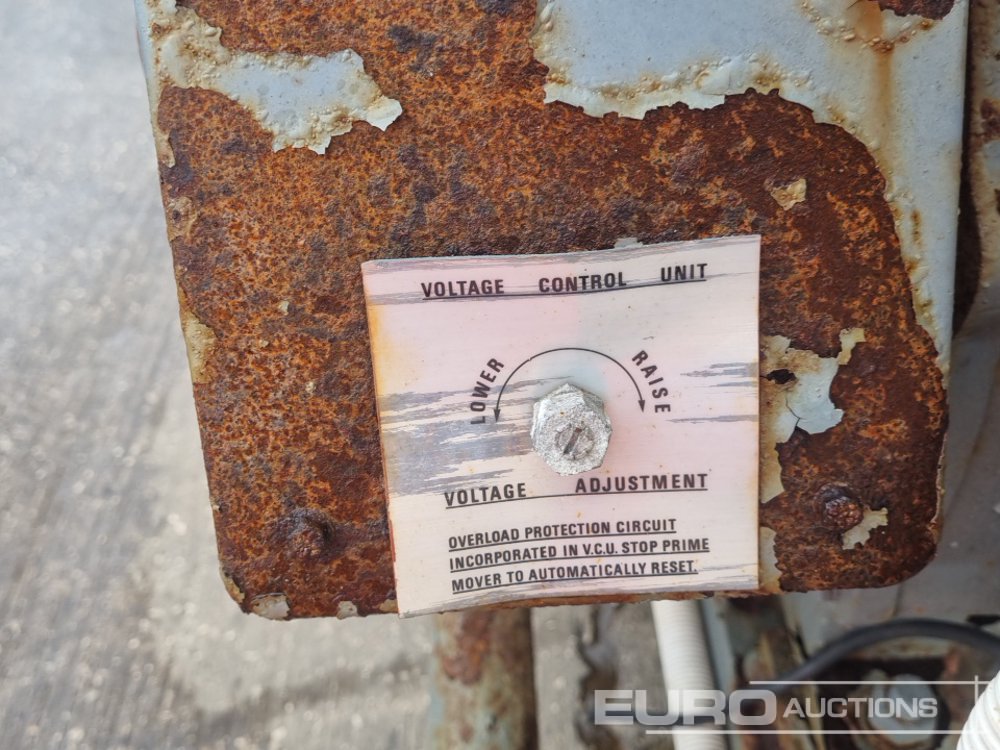 VOLTAGE CONTROL UNIT
LOWER RAISE
VOLTAGE ADJUSTMENT
OVERLOAD PROTECTION CIRCUIT
INCORPORATED IN V.C.U. STOP PRIME
MOVER TO AUTOMATICALLY RESET.
EURO AUCTIONS